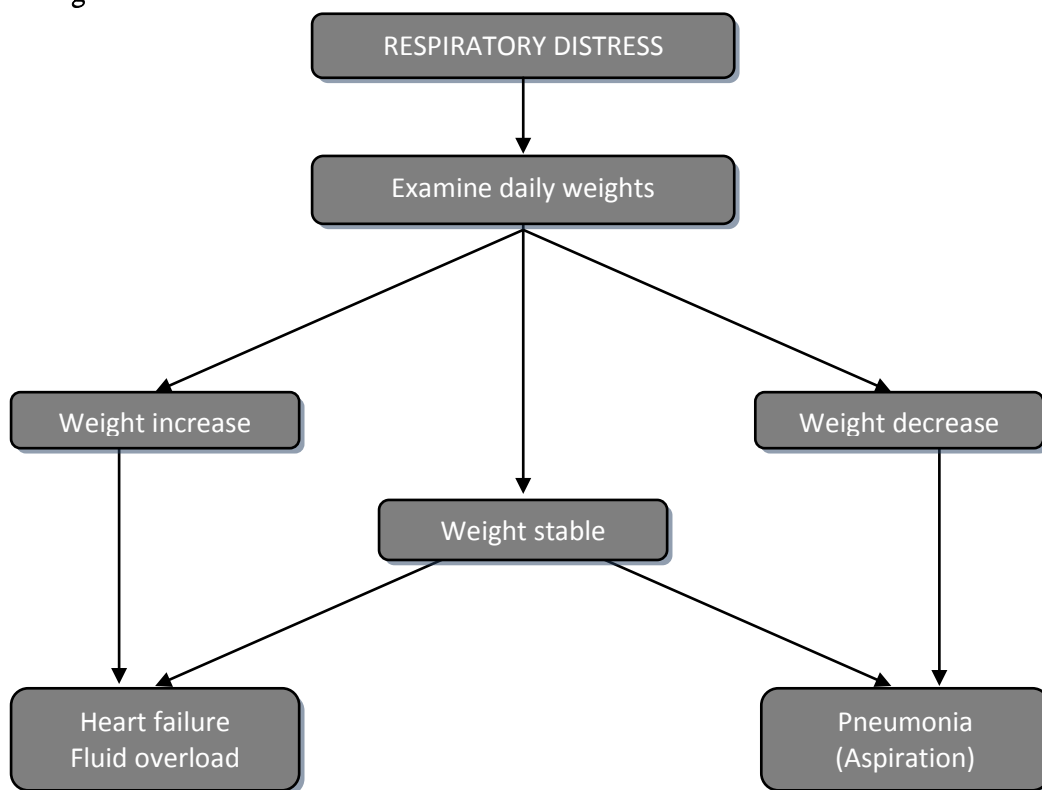 RESPIRATORY DISTRESS
Examine daily weights
Weight increase
Weight decrease
Weight stable
Heart failure
Fluid overload
Pneumonia
(Aspiration)